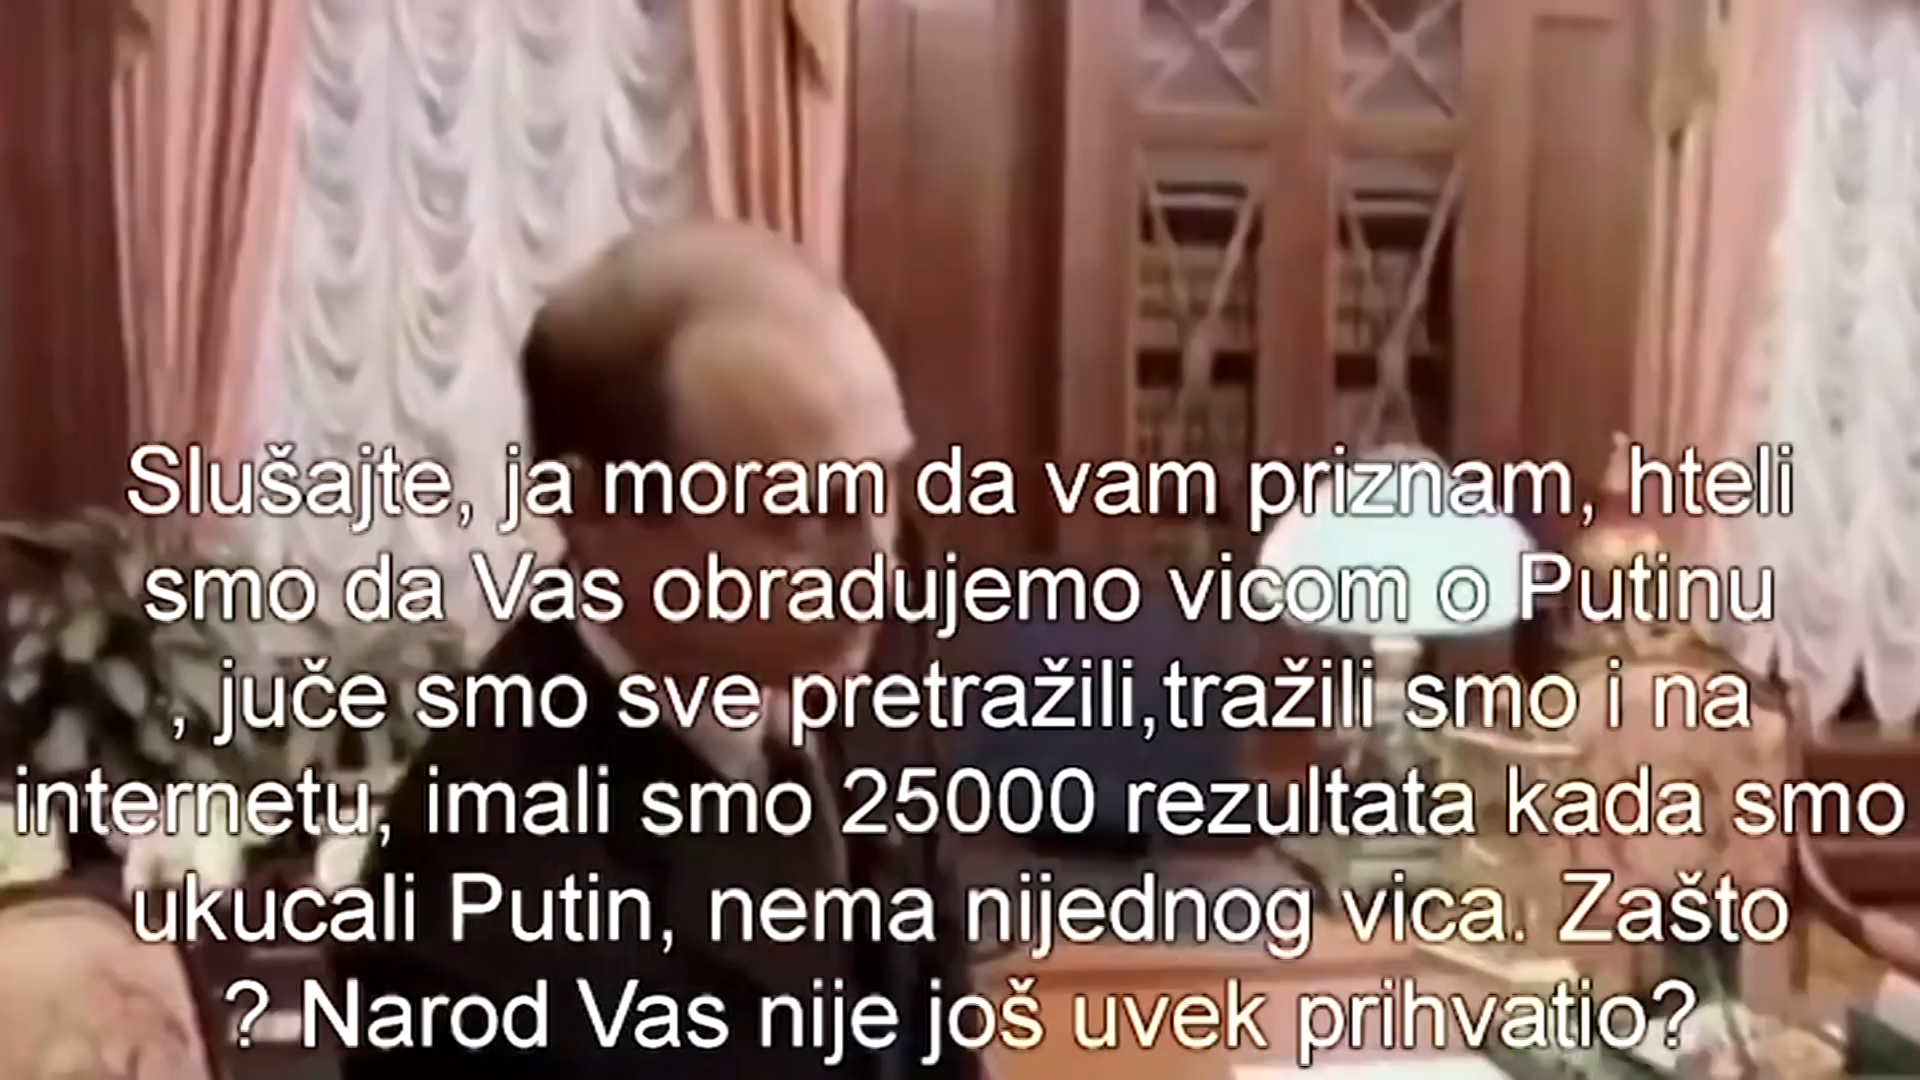 Slušajte, ja moram da vam priznam, hteli
smo da Vas obradujemo vicom o Putinu
, juče smo sve pretražili,tražili smo i na
internetu, imali smo 25000 rezultata kada smo
ukucali Putin, nema nijednog vica. Zašto
? Narod Vas nije još uvek prihvatio?